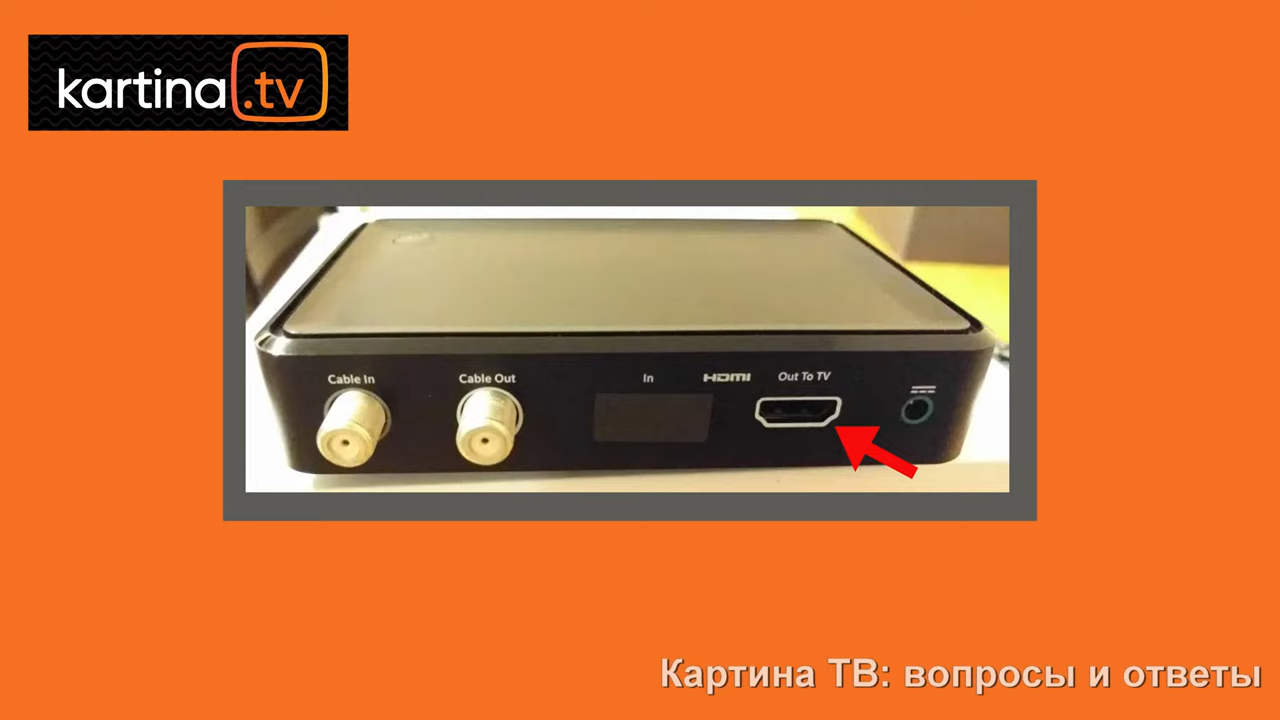 kartina.tv
Cable In
Cable Out
In
HDMI
Out To TV
Картина ТВ: вопросы и ответы